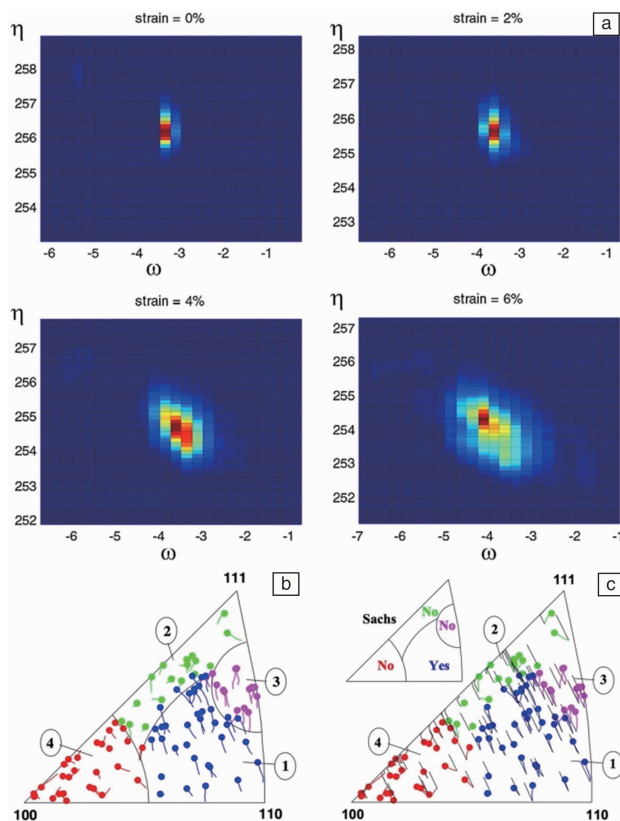 strain = 0%
η
258
257
256
255
254
-6 -5 -4 -3 -2 -1
ω
strain = 2%
a
η
258
257
256
255
254
253
-6 -5 -4 -3 -2 -1
ω
strain = 4%
η
257
256
255
254
253
252
-6 -5 -4 -3 -2 -1
ω
strain = 6%
η
257
256
255
254
253
252
-7 -6 -5 -4 -3 -2 -1
ω
b
111
2
3
4
1
100
110
c
111
Sachs
No
No
No
Yes
2
3
4
1
100
110